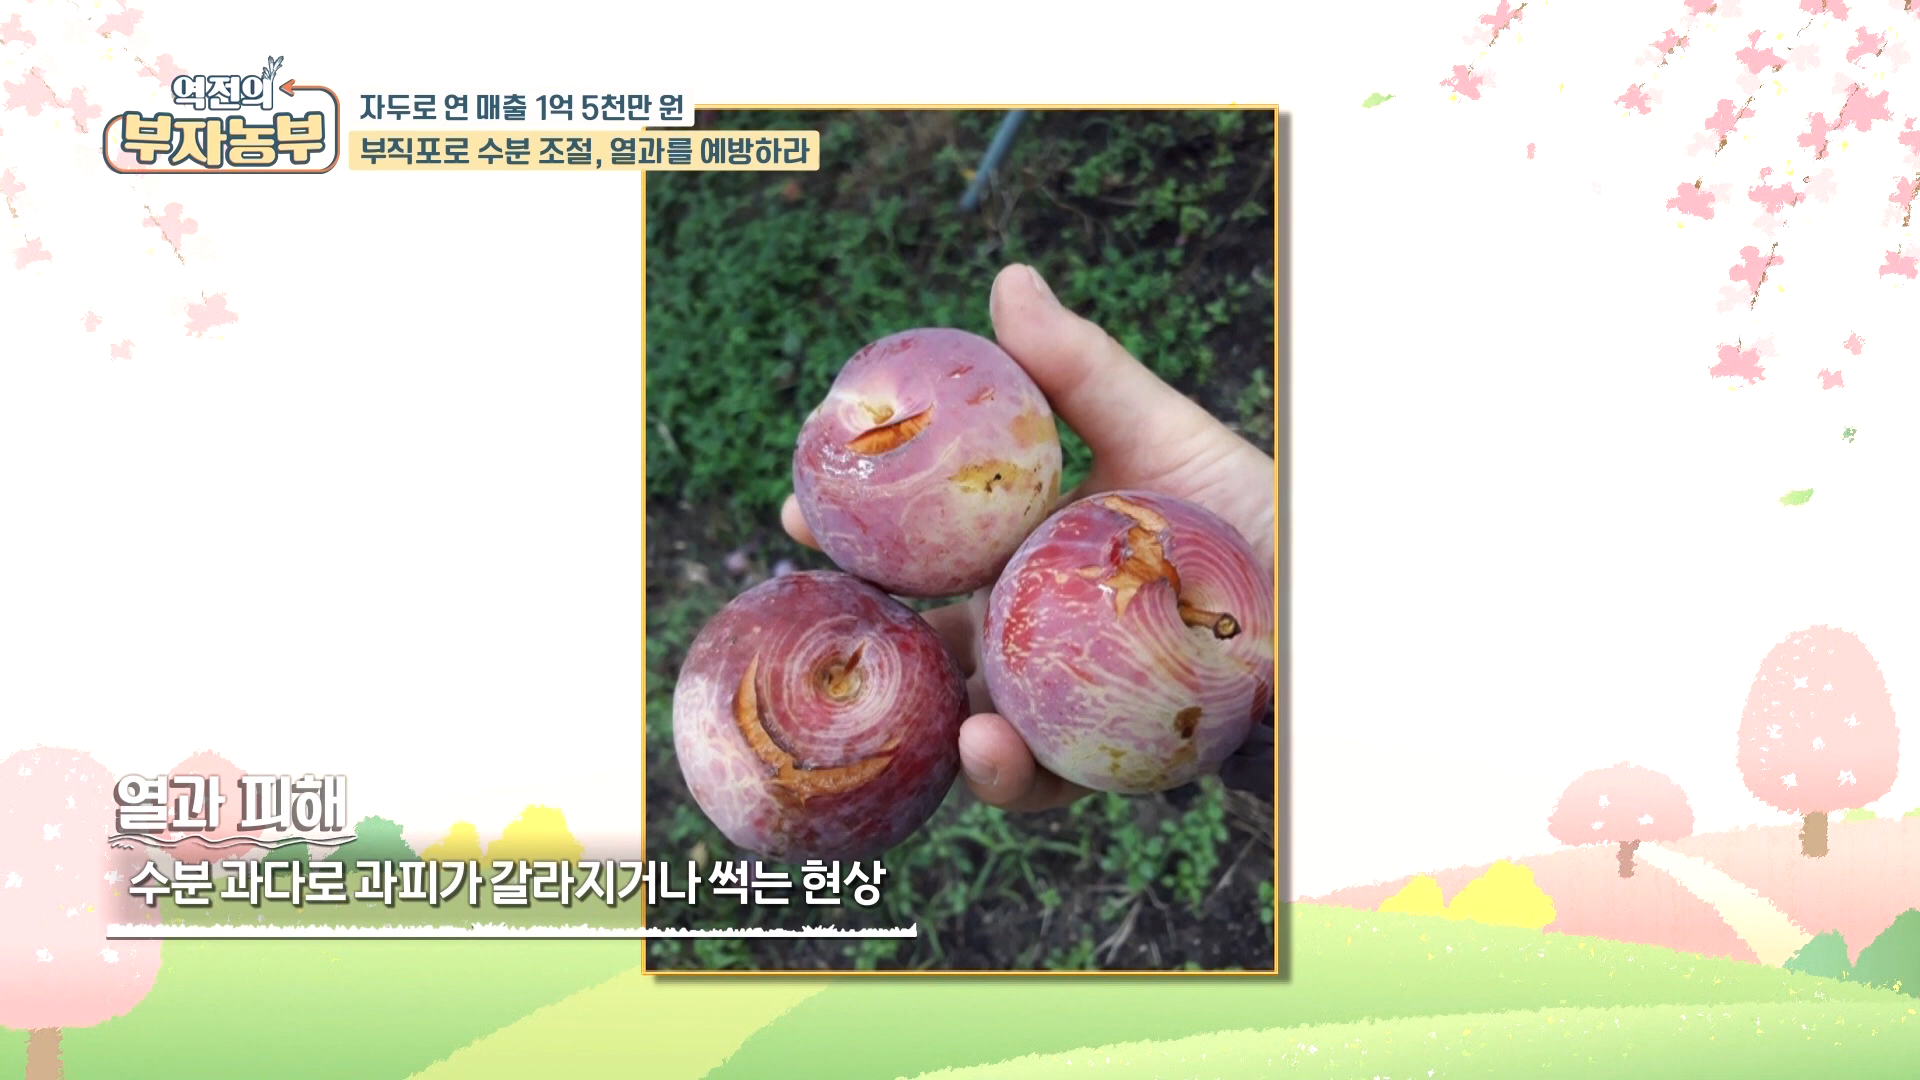 역전의
부자농부
자두로 연 매출 1억 5천만 원
부직포로 수분 조절, 열과를 예방하라
열과 피해
수분 과다로 과피가 갈라지거나 썩는 현상